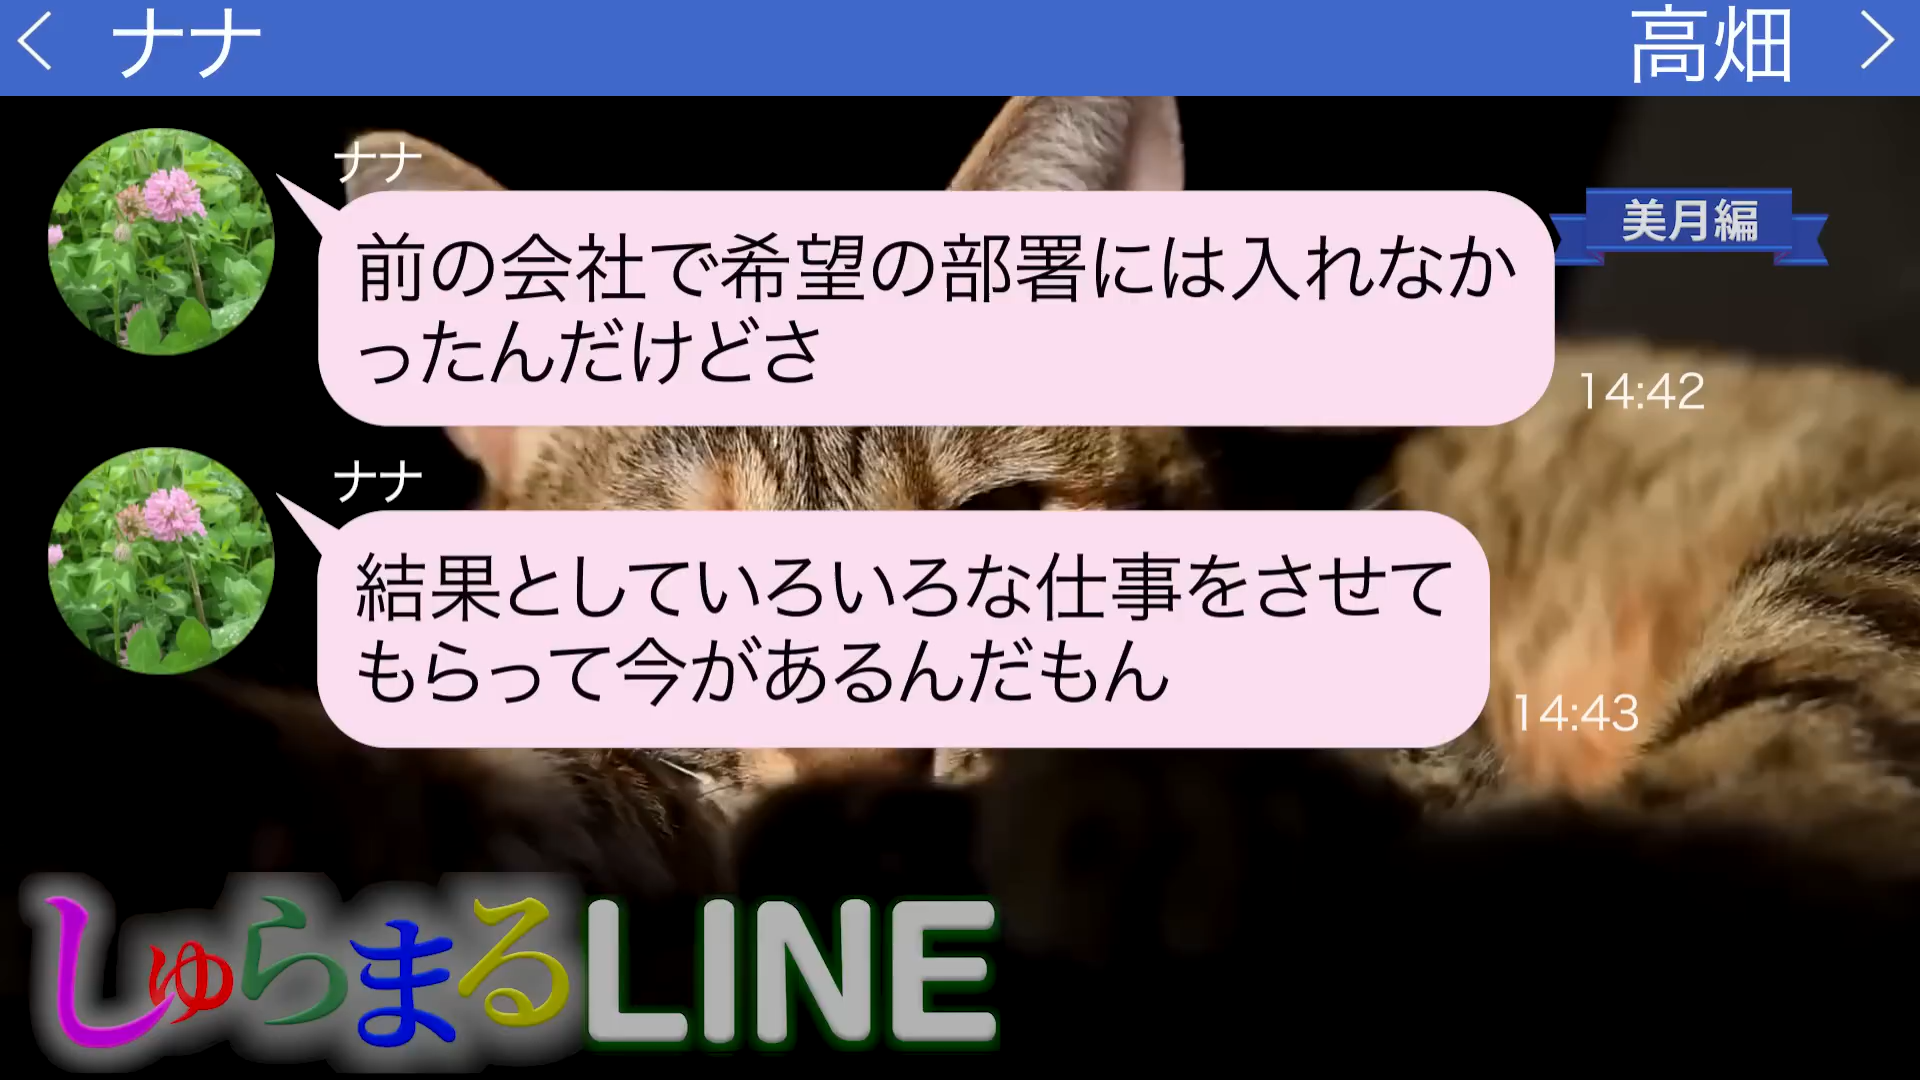 ナナ
高畑
ナナ
美月編
前の会社で希望の部署には入れなか
ったんだけどさ
14:42
ナナ
結果としていろいろな仕事をさせて
もらって今があるんだもん
14:43
しゅらまるLINE